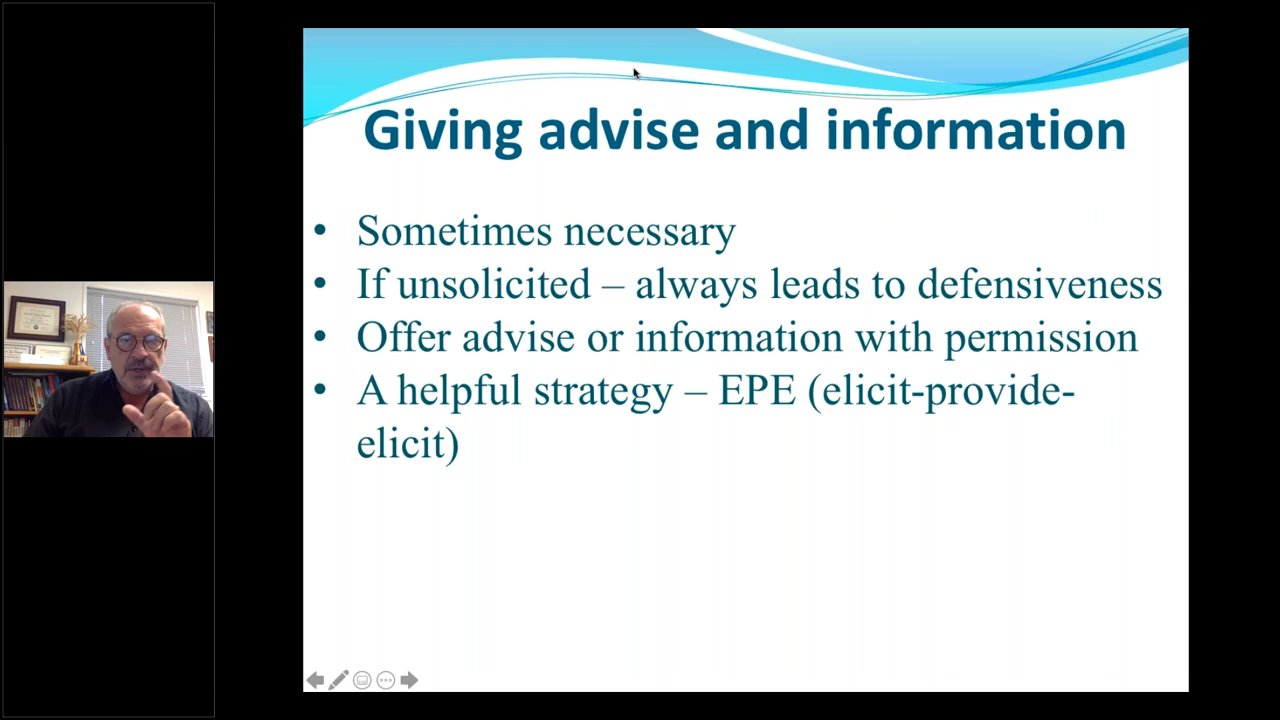 Giving advise and information
• Sometimes necessary
• If unsolicited – always leads to defensiveness
• Offer advise or information with permission
• A helpful strategy – EPE (elicit-provide-
elicit)